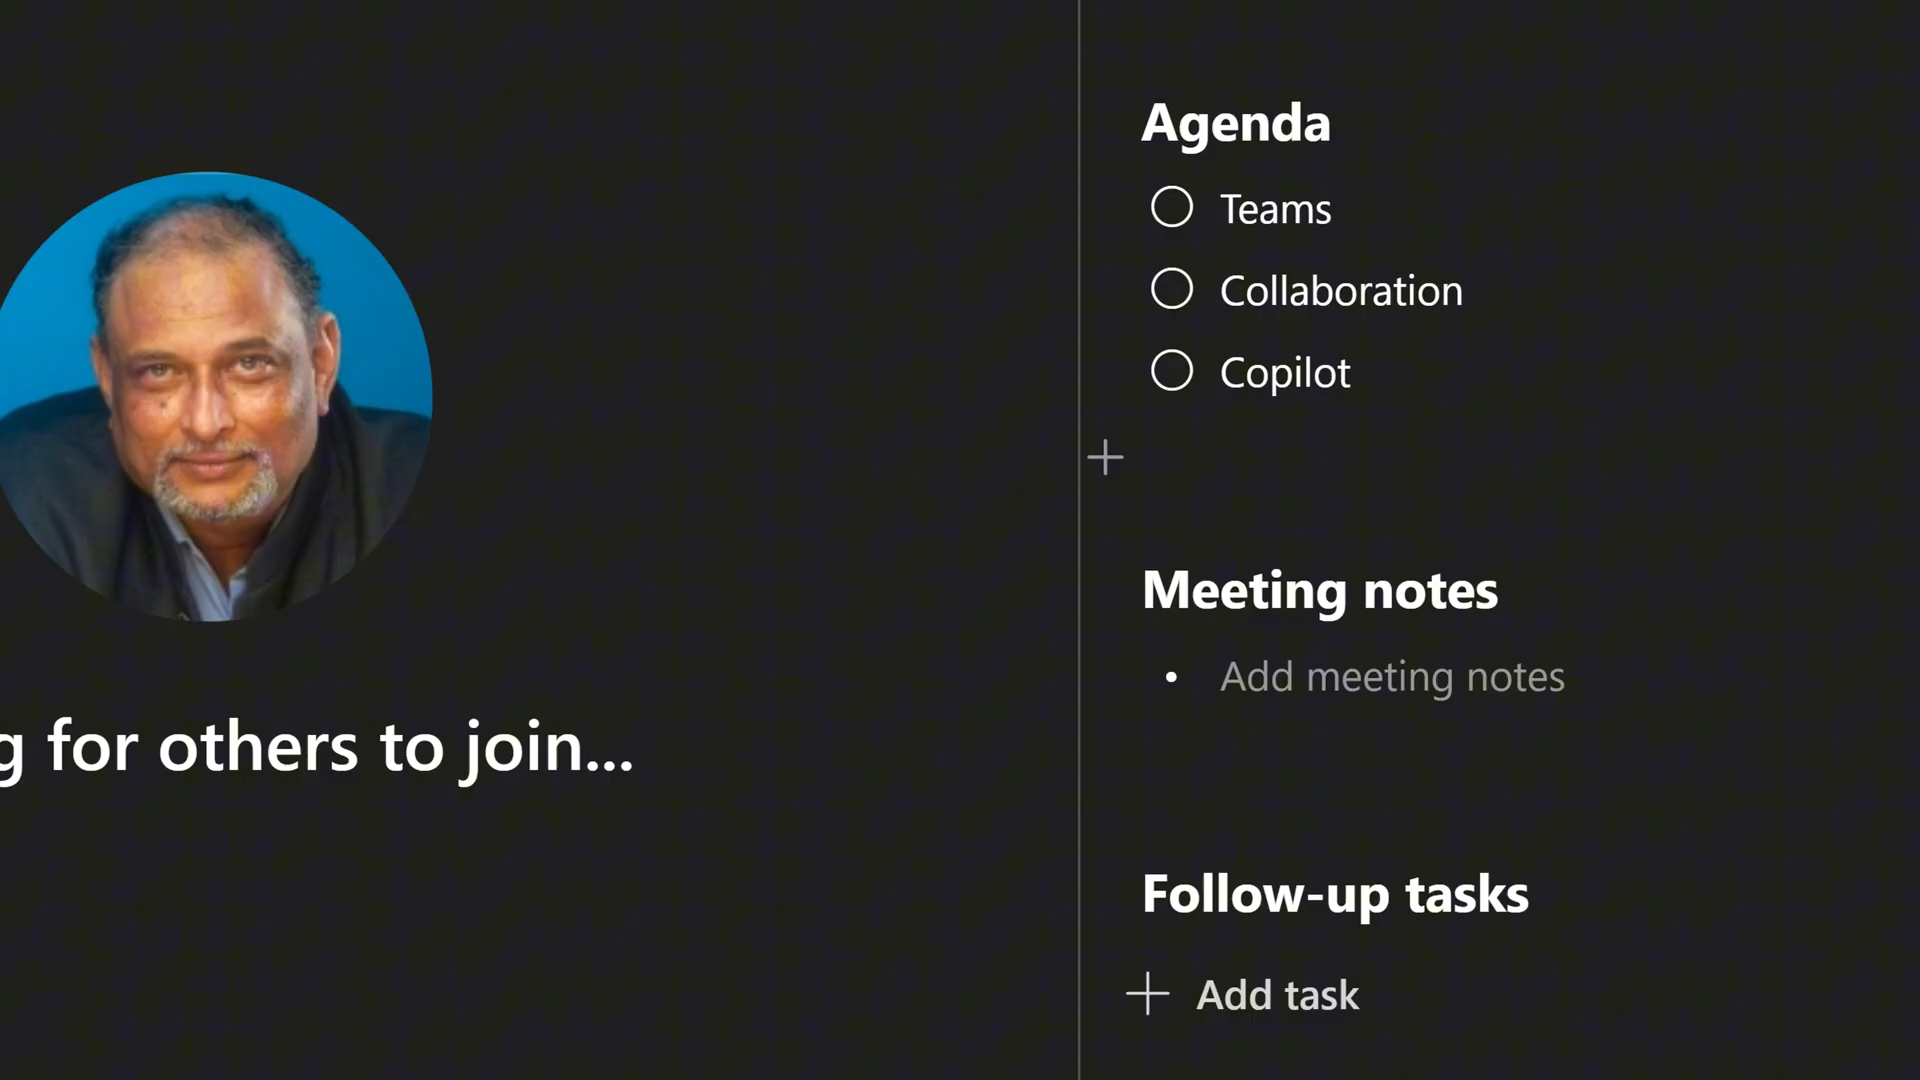 g for others to join...
Agenda
Teams
Collaboration
Copilot
Meeting notes
Add meeting notes
Follow-up tasks
Add task